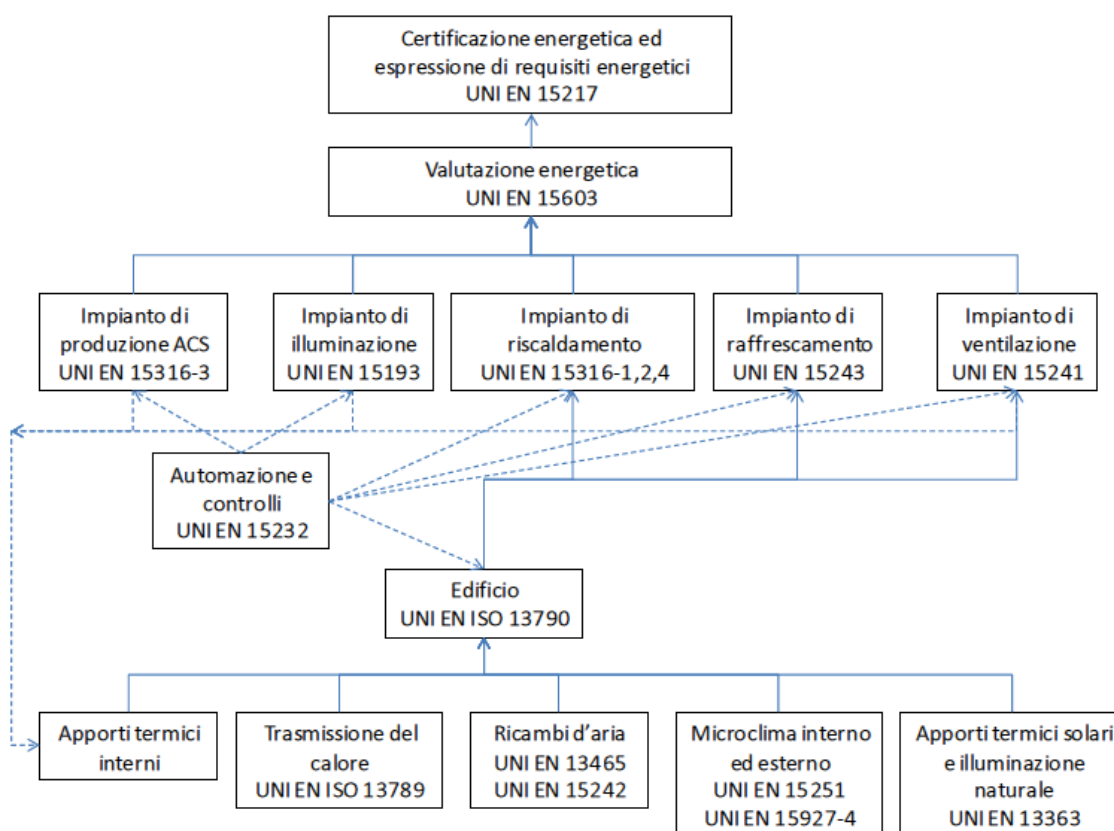 Certificazione energetica ed
espressione di requisiti energetici
UNI EN 15217
Valutazione energetica
UNI EN 15603
Impianto di
produzione ACS
UNI EN 15316-3
Impianto di
illuminazione
UNI EN 15193
Impianto di
riscaldamento
UNI EN 15316-1,2,4
Impianto di
raffrescamento
UNI EN 15243
Impianto di
ventilazione
UNI EN 15241
Automazione e
controlli
UNI EN 15232
Edificio
UNI EN ISO 13790
Apporti termici
interni
Trasmissione del
calore
UNI EN ISO 13789
Ricambi d'aria
UNI EN 13465
UNI EN 15242
Microclima interno
ed esterno
UNI EN 15251
UNI EN 15927-4
Apporti termici solari
e illuminazione
naturale
UNI EN 13363